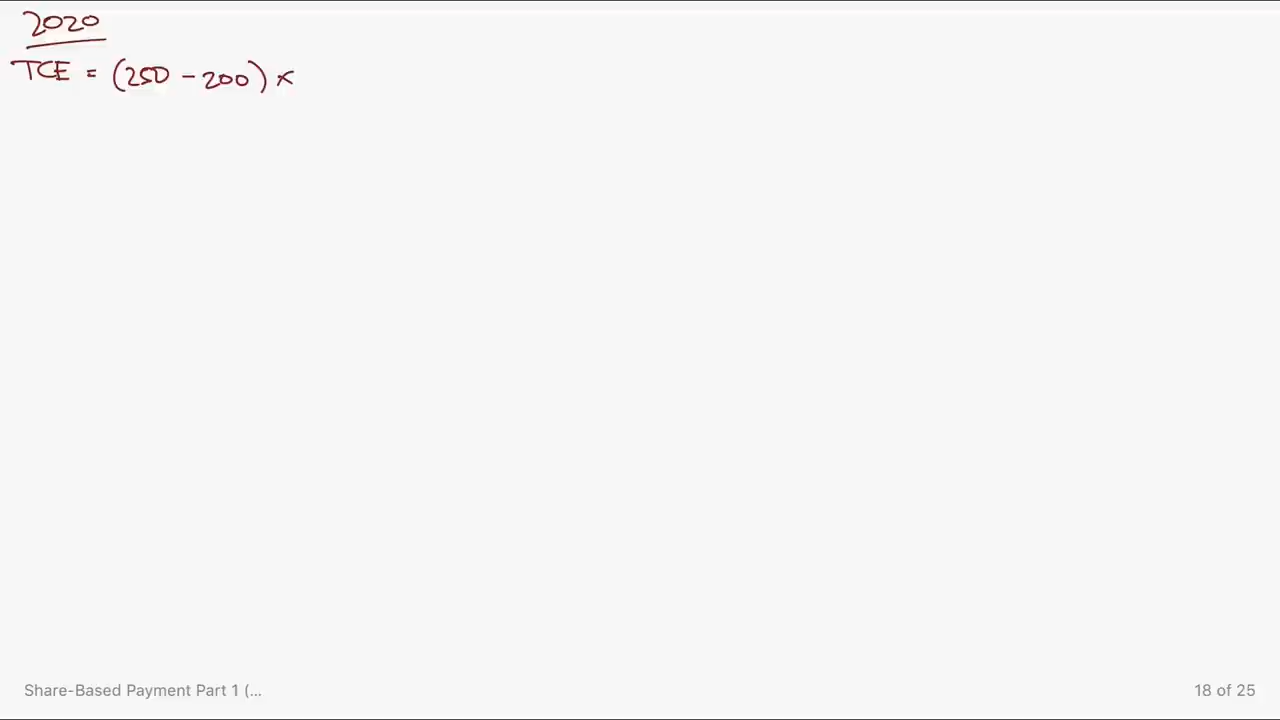 2020
TCE = (250 - 200) ×
Share-Based Payment Part 1 (...
18 of 25